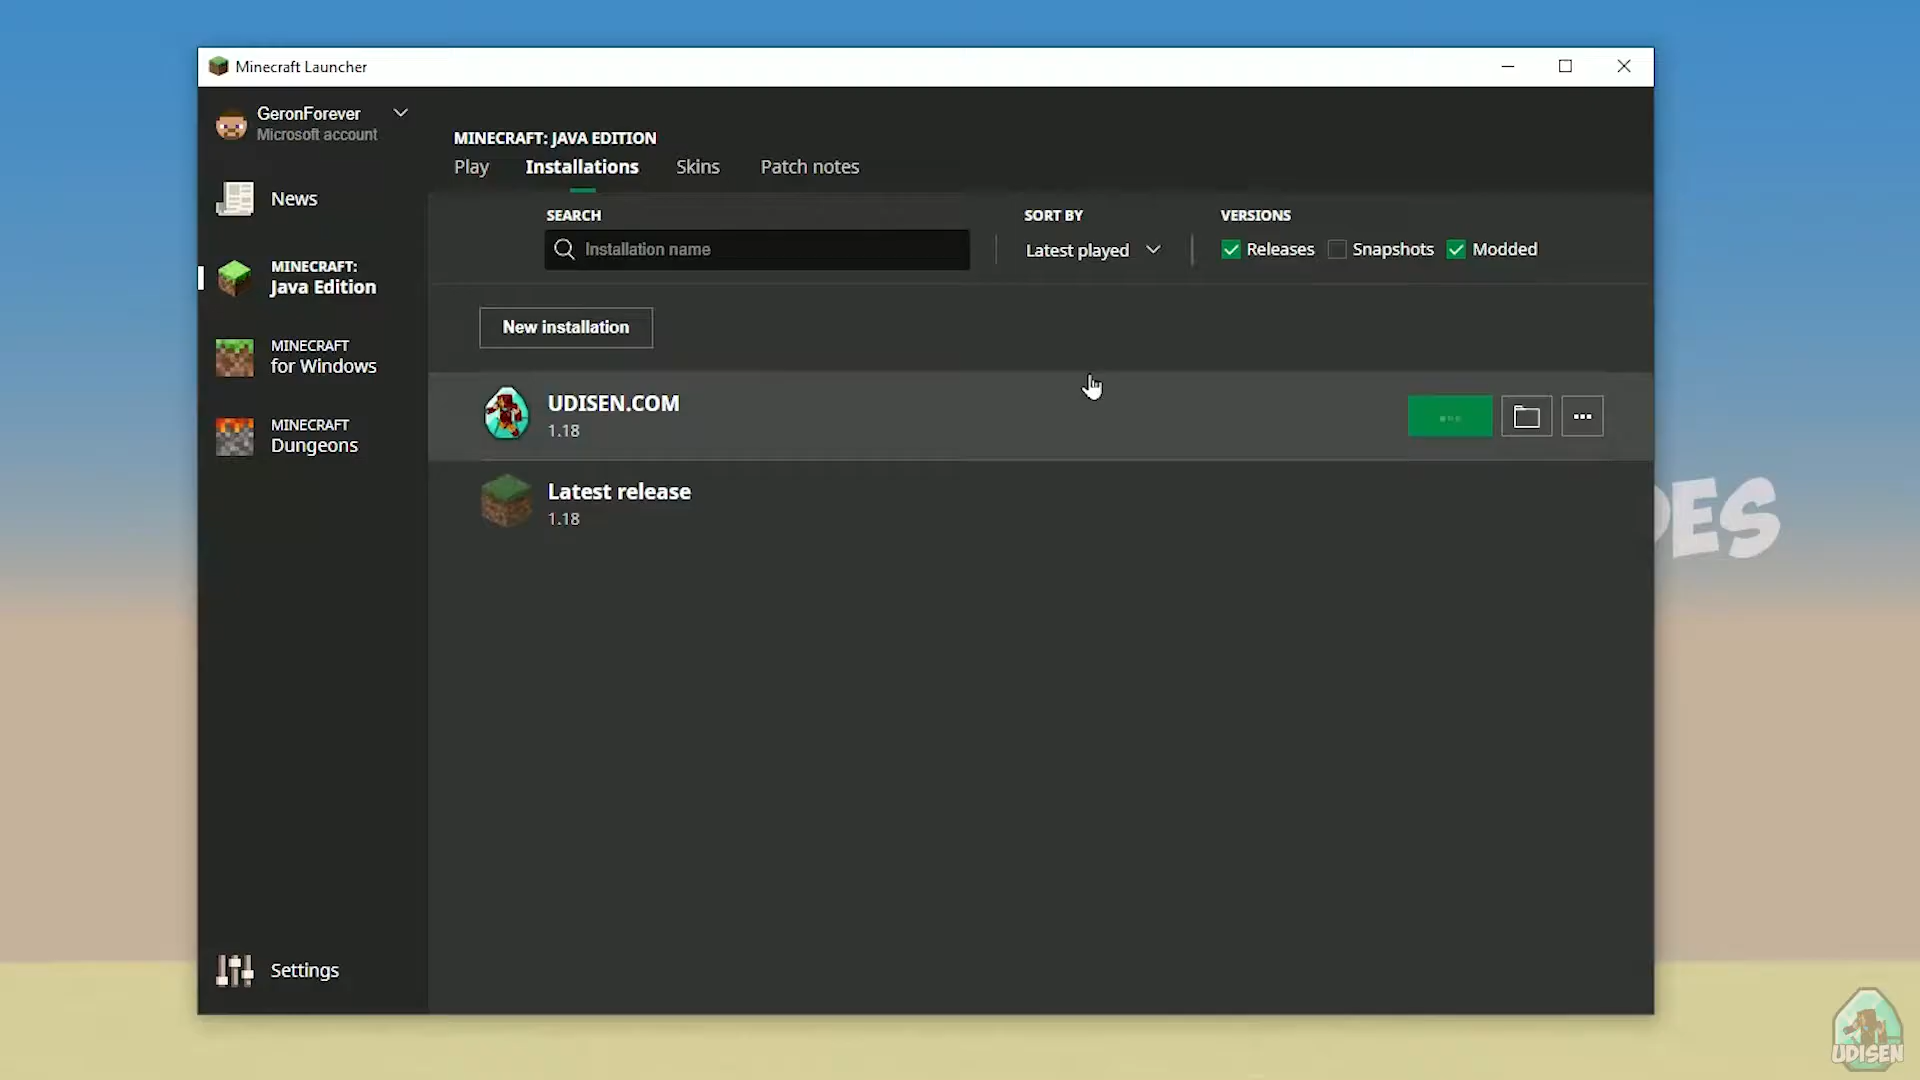 Minecraft Launcher
GeronForever
Microsoft account
News
MINECRAFT:
Java Edition
MINECRAFT
for Windows
MINECRAFT
Dungeons
Settings
MINECRAFT: JAVA EDITION
Play Installations Skins Patch notes
SEARCH SORT BY VERSIONS
Installation name Latest played Releases Snapshots Modded
New installation
UDISEN.COM
1.18
Latest release
1.18
UDISEN